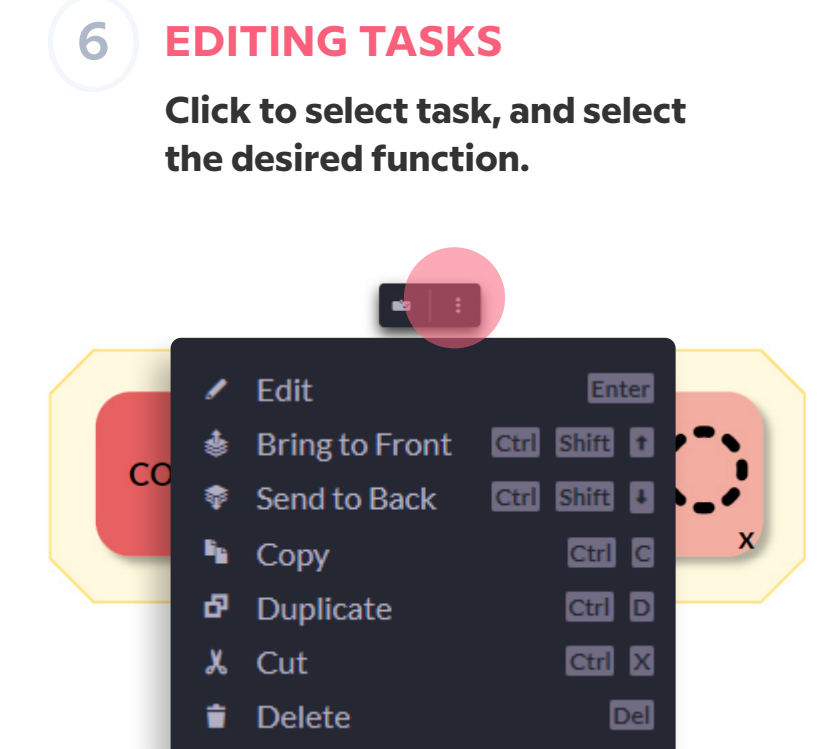 6 EDITING TASKS
Click to select task, and select
the desired function.
Edit Enter
Bring to Front Ctrl Shift ↑
CO
Send to Back Ctrl Shift ↓
X
Copy Ctrl C
Duplicate Ctrl D
Cut Ctrl X
Delete Del